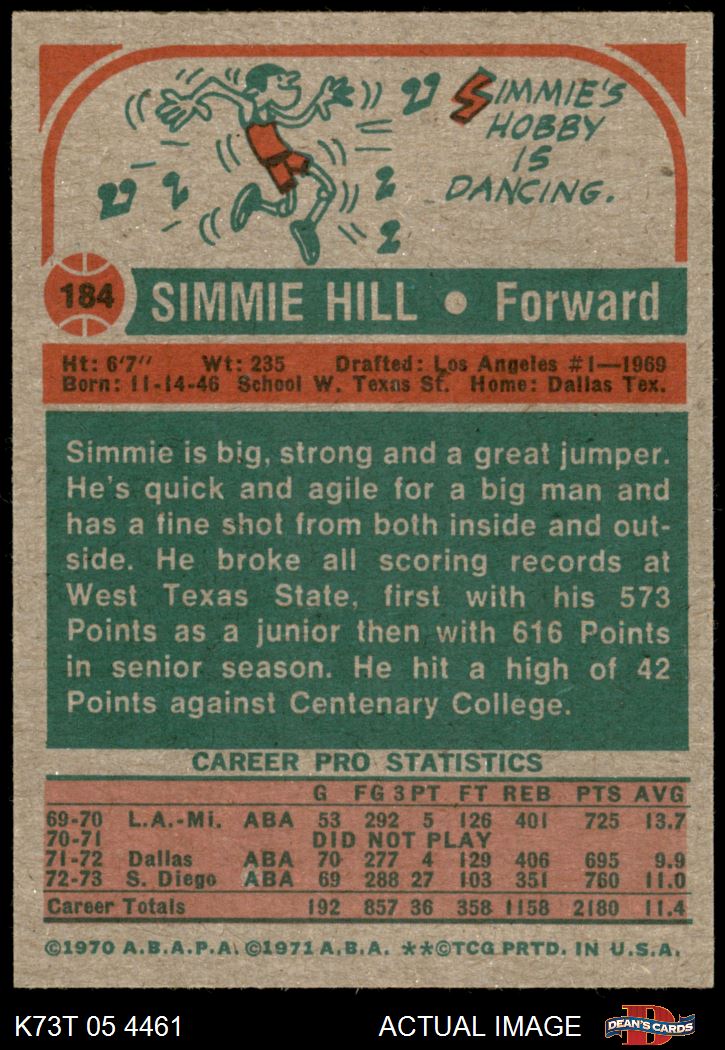 SIMMIE'S
HOBBY
IS
DANCING.
184 SIMMIE HILL • Forward
Ht: 6'7" Wt: 235 Drafted: Los Angeles #1—1969
Born: 11-14-46 School W. Texas St. Home: Dallas Tex.
Simmie is big, strong and a great jumper.
He's quick and agile for a big man and
has a fine shot from both inside and out-
side. He broke all scoring records at
West Texas State, first with his 573
Points as a junior then with 616 Points
in senior season. He hit a high of 42
Points against Centenary College.
CAREER PRO STATISTICS
G FG 3PT FT REB PTS AVG
69-70 L.A.-Mi. ABA 53 292 5 126 401 725 13.7
70-71 DID NOT PLAY
71-72 Dallas ABA 70 277 4 129 406 695 9.9
72-73 S. Diego ABA 69 288 27 103 351 760 11.0
Career Totals 192 857 36 358 1158 2180 11.4
©1970 A.B.A.P.A. ©1971 A.B.A. **©TCG PRTD. IN U.S.A.
K73T 05 4461 ACTUAL IMAGE DEAN'S CARDS